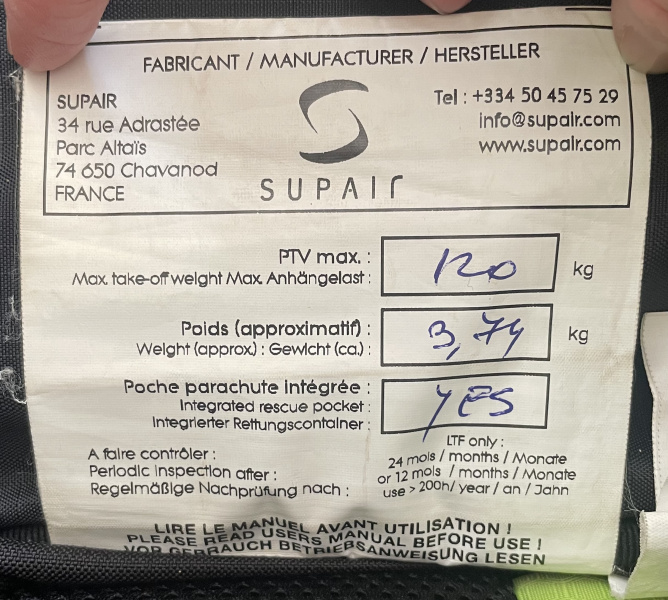 FABRICANT / MANUFACTURER / HERSTELLER
SUPAIR
34 rue Adrastée
Parc Altaïs
74 650 Chavanod
FRANCE
SUPAIR
Tel : +334 50 45 75 29
info@supair.com
www.supair.com
PTV max. :
Max. take-off weight Max. Anhängelast :
120 kg
Poids (approximatif) :
Weight (approx.) : Gewicht (ca.) :
3,74 kg
Poche parachute intégrée :
Integrated rescue pocket :
Integrierter Rettungscontainer :
YES
A faire contrôler :
Periodic inspection after :
Regelmäßige Nachprüfung nach :
LTF only :
24 mois / months / Monate
or 12 mois / months / Monate
use > 200h/ year / an / Jahn
LIRE LE MANUEL AVANT UTILISATION !
PLEASE READ USERS MANUAL BEFORE USE !
VOR GEBRAUCH BETRIEBSANWEISUNG LESEN